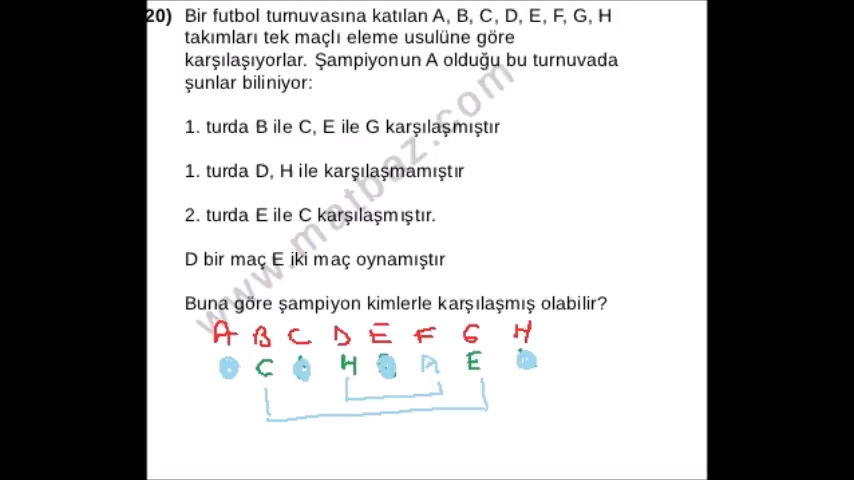 20) Bir futbol turnuvasına katılan A, B, C, D, E, F, G, H
takımları tek maçlı eleme usulüne göre
karşılaşıyorlar. Şampiyonun A olduğu bu turnuvada
şunlar biliniyor:
1. turda B ile C, E ile G karşılaşmıştır
1. turda D, H ile karşılaşmamıştır
2. turda E ile C karşılaşmıştır.
D bir maç E iki maç oynamıştır
Buna göre şampiyon kimlerle karşılaşmış olabilir?
www.matbaz.com
A B C D E F G H
C H A E